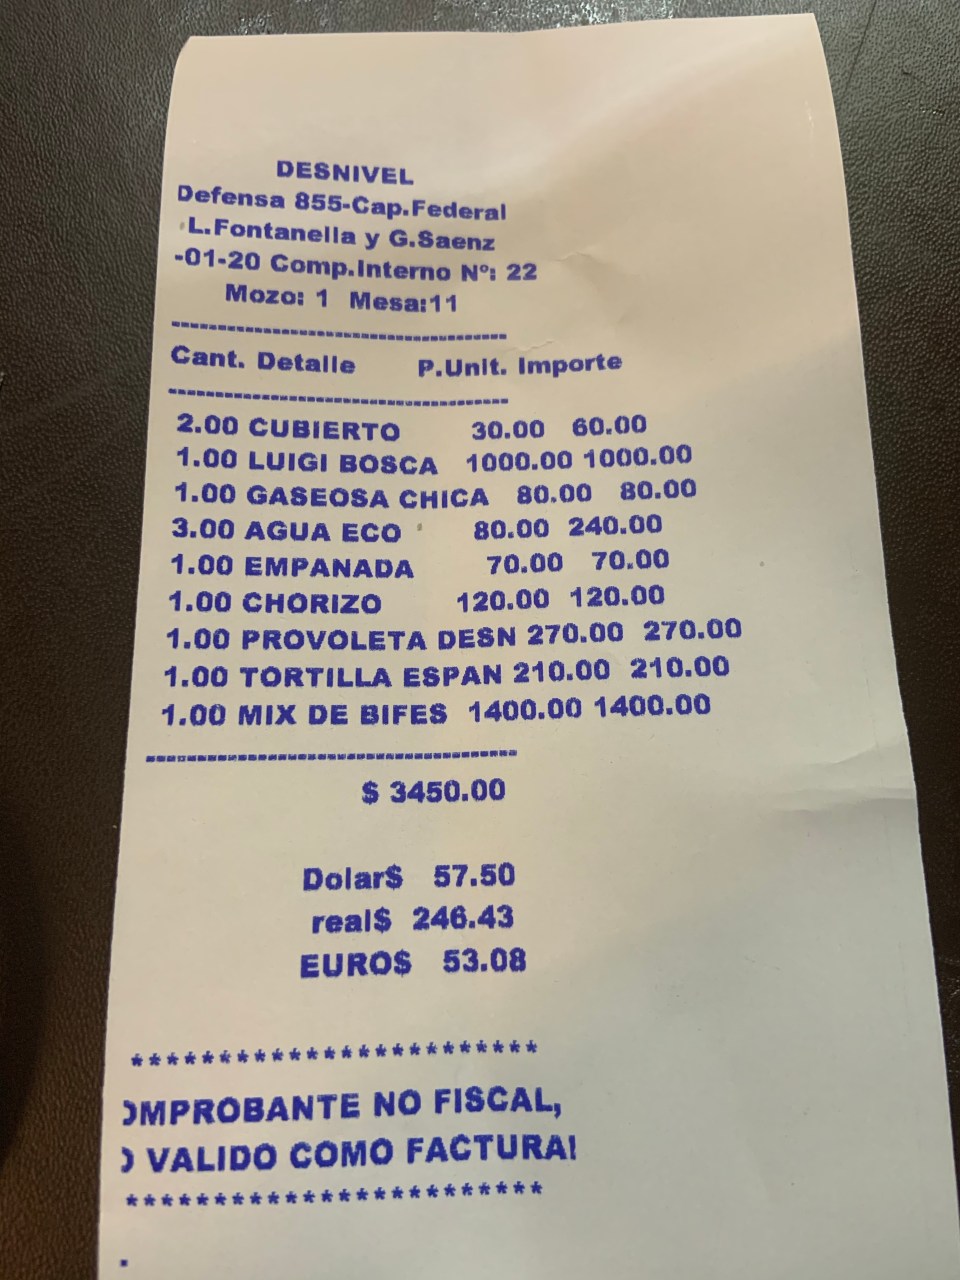 DESNIVEL
Defensa 855-Cap.Federal
L.Fontanella y G.Saenz
-01-20 Comp.Interno Nº: 22
Mozo: 1 Mesa:11
-------------------------------------
Cant. Detalle P.Unit. Importe
-------------------------------------
2.00 CUBIERTO 30.00 60.00
1.00 LUIGI BOSCA 1000.00 1000.00
1.00 GASEOSA CHICA 80.00 80.00
3.00 AGUA ECO 80.00 240.00
1.00 EMPANADA 70.00 70.00
1.00 CHORIZO 120.00 120.00
1.00 PROVOLETA DESN 270.00 270.00
1.00 TORTILLA ESPAN 210.00 210.00
1.00 MIX DE BIFES 1400.00 1400.00
-------------------------------------
$ 3450.00
Dolar$ 57.50
real$ 246.43
EURO$ 53.08
************************
OMPROBANTE NO FISCAL,
O VALIDO COMO FACTURA!
************************
.